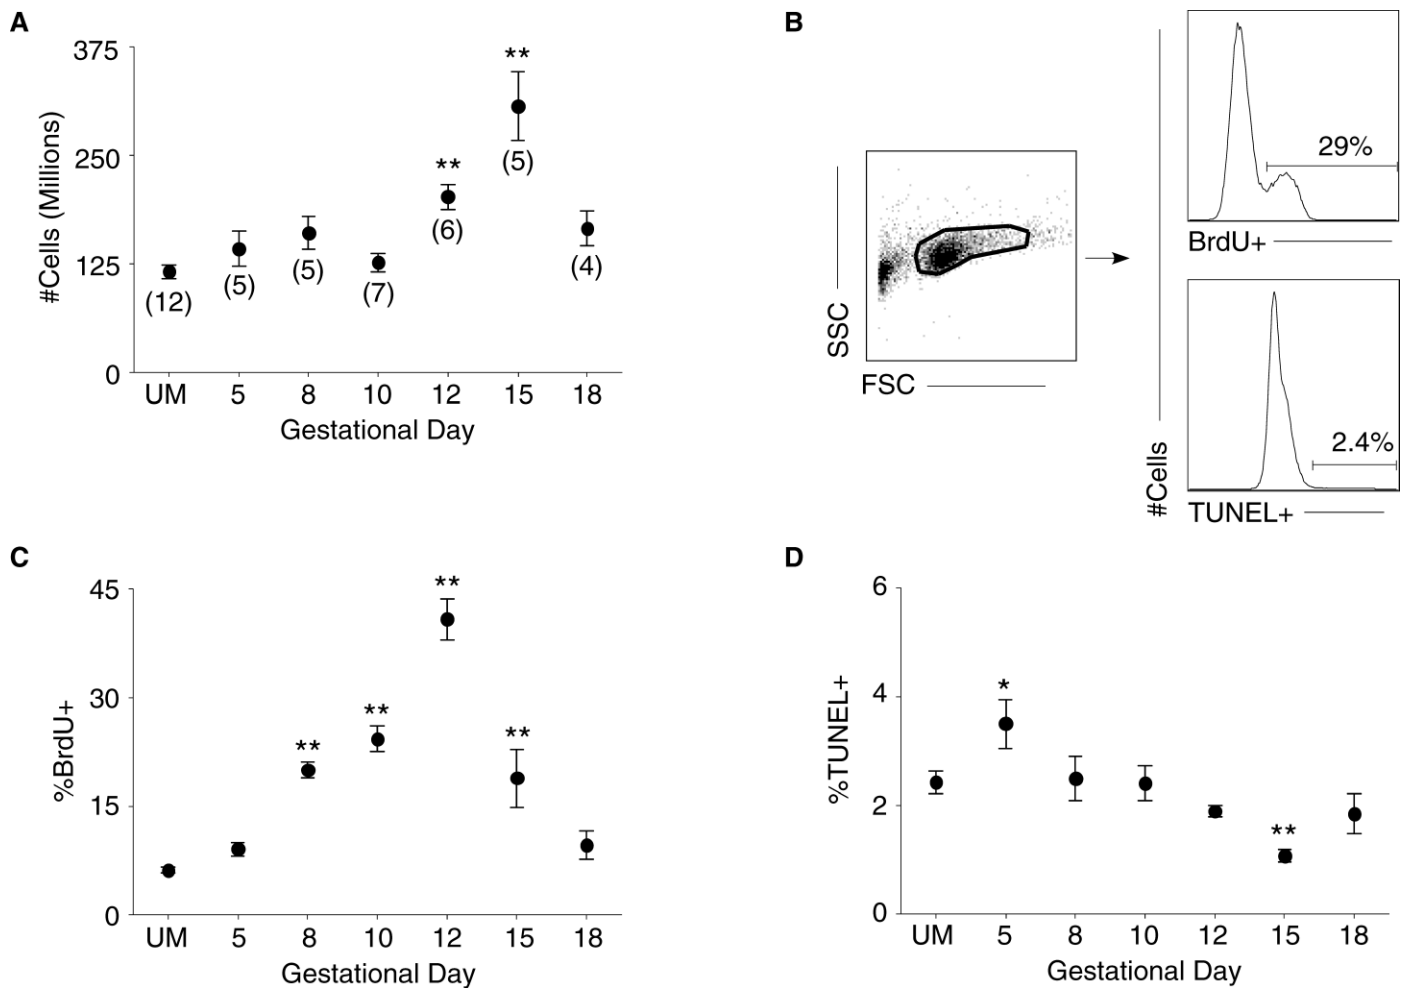 A
#Cells (Millions)
375
250
125
0
**
**
(12)
(5)
(5)
(7)
(6)
(5)
(4)
UM 5 8 10 12 15 18
Gestational Day
B
SSC
FSC
#Cells
29%
BrdU+
2.4%
TUNEL+
C
%BrdU+
45
30
15
0
**
**
**
**
UM 5 8 10 12 15 18
Gestational Day
D
%TUNEL+
6
4
2
0
*
**
UM 5 8 10 12 15 18
Gestational Day